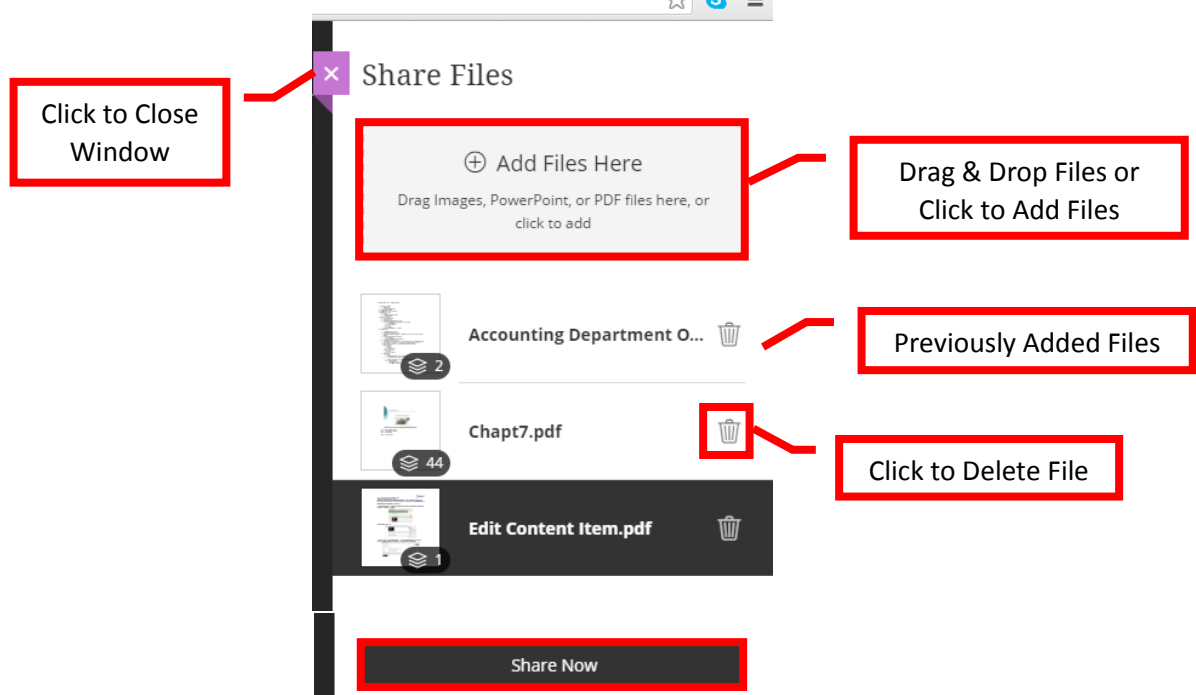 Share Files
Click to Close
Window
Add Files Here
Drag Images, PowerPoint, or PDF files here, or
click to add
Drag & Drop Files or
Click to Add Files
Accounting Department O...
2
Previously Added Files
Chapt7.pdf
44
Click to Delete File
Edit Content Item.pdf
1
Share Now